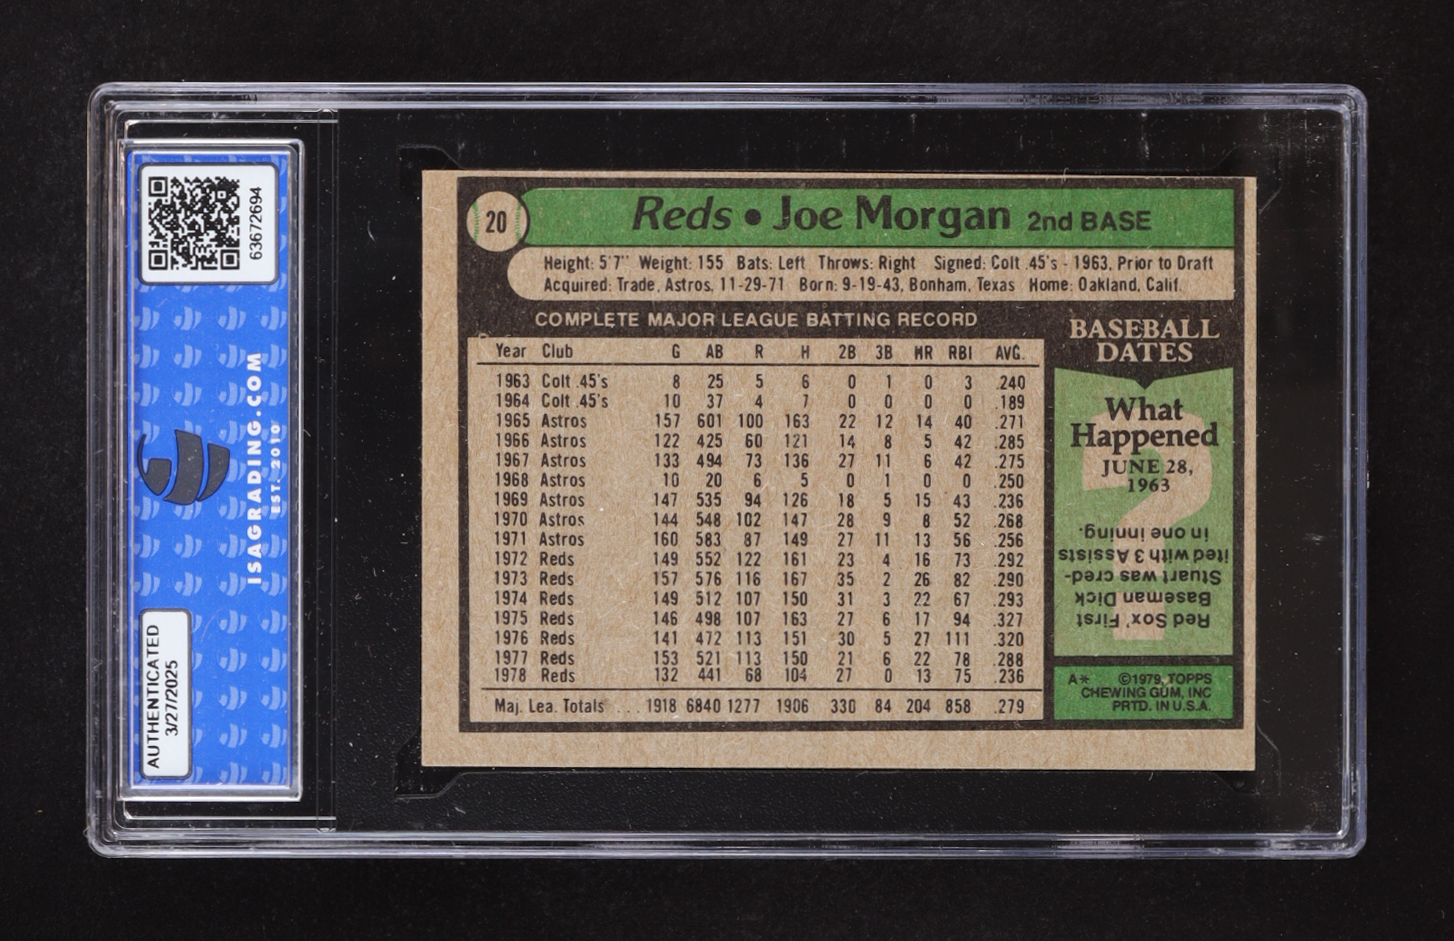 63672694
ISAGRADING.COM
EST. 2010
AUTHENTICATED
3/27/2025
20
Reds • Joe Morgan 2nd BASE
Height: 5'7" Weight: 155 Bats: Left Throws: Right Signed: Colt .45's - 1963, Prior to Draft
Acquired: Trade, Astros, 11-29-71 Born: 9-19-43, Bonham, Texas Home: Oakland, Calif.
COMPLETE MAJOR LEAGUE BATTING RECORD
Year Club G AB R H 2B 3B HR RBI AVG.
1963 Colt .45's 8 25 5 6 0 1 0 3 .240
1964 Colt .45's 10 37 4 7 0 0 0 0 .189
1965 Astros 157 601 100 163 22 12 14 40 .271
1966 Astros 122 425 60 121 14 8 5 42 .285
1967 Astros 133 494 73 136 27 11 6 42 .275
1968 Astros 10 20 6 5 0 1 0 0 .250
1969 Astros 147 535 94 126 18 5 15 43 .236
1970 Astros 144 548 102 147 28 9 8 52 .268
1971 Astros 160 583 87 149 27 11 13 56 .256
1972 Reds 149 552 122 161 23 4 16 73 .292
1973 Reds 157 576 116 167 35 2 26 82 .290
1974 Reds 149 512 107 150 31 3 22 67 .293
1975 Reds 146 498 107 163 27 6 17 94 .327
1976 Reds 141 472 113 151 30 5 27 111 .320
1977 Reds 153 521 113 150 21 6 22 78 .288
1978 Reds 132 441 68 104 27 0 13 75 .236
Maj. Lea. Totals ... 1918 6840 1277 1906 330 84 204 858 .279
BASEBALL
DATES
What
Happened
JUNE 28,
1963
Red Sox' First
Baseman Dick
Stuart was cred-
ited with 3 Assists
in one inning.
A* ©1979, TOPPS
CHEWING GUM, INC
PRTD. IN U.S.A.